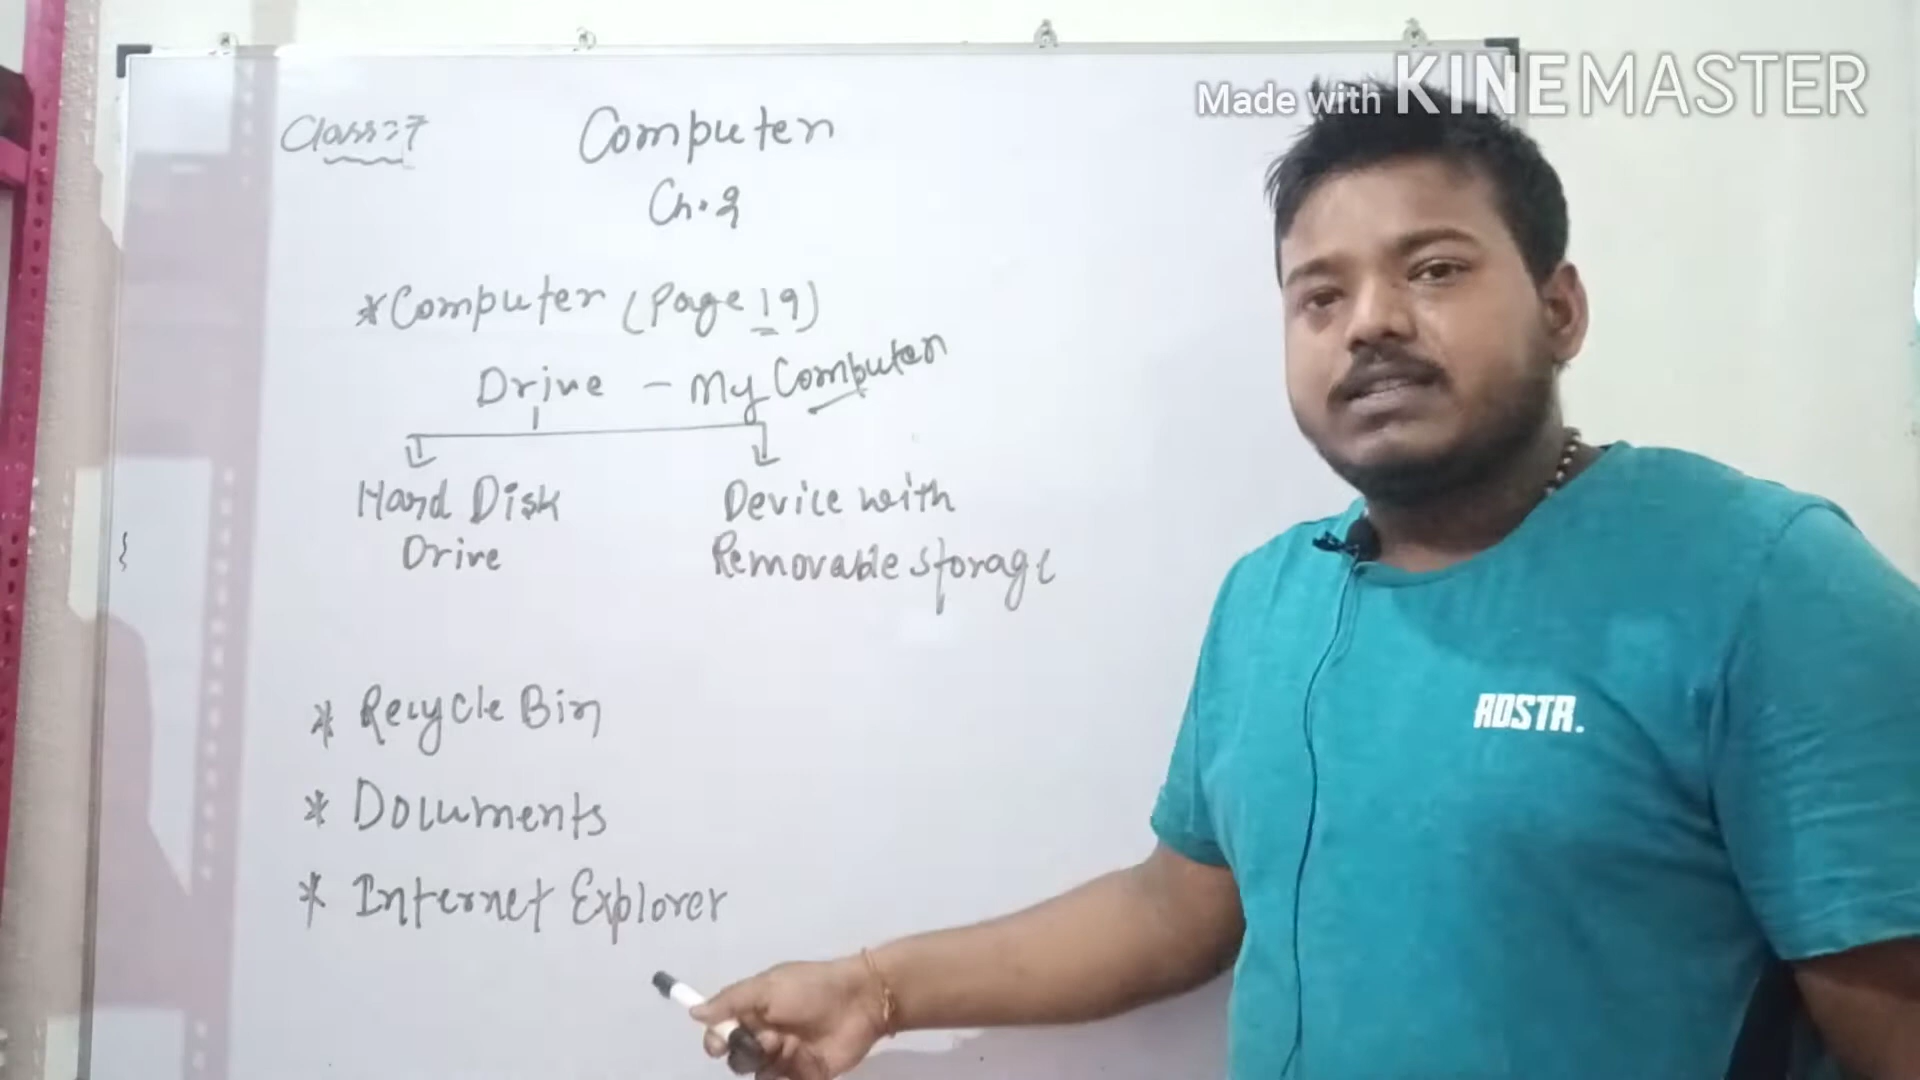 Made with KINEMASTER
Class:-7
Computer
Ch.2
*Computer (Page 19)
Drive - My Computer
Hard Disk
Drive
Device with
Removable storage
* Recycle Bin
* Documents
* Internet Explorer
RDSTR.